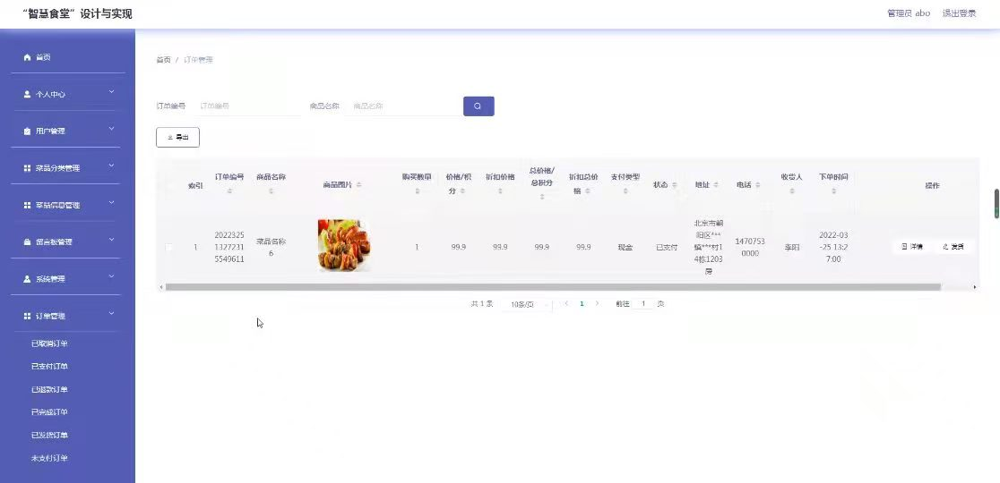 “智慧食堂”设计与实现
管理员 abo
退出登录
首页
个人中心
用户管理
菜品分类管理
菜品信息管理
留言板管理
系统管理
订单管理
已取消订单
已支付订单
已退款订单
已完成订单
已发货订单
未支付订单
首页 / 订单管理
订单编号 订单编号 商品名称 商品名称
导出
索引
订单编号
商品名称
商品图片
购买数量
价格/积
分
折扣价格
总价格/
总积分
折扣总价
格
支付类型
状态
地址
电话
收货人
下单时间
操作
1
2022325
1327231
5549611
菜品名称
6
1
99.9
99.9
99.9
99.9
现金
已支付
北京市朝
阳区***
镇***村1
4栋1203
房
1470753
0000
李阳
2022-03
-25 13:2
7:00
详情
发货
共 1 条 10条/页 1 前往 1 页